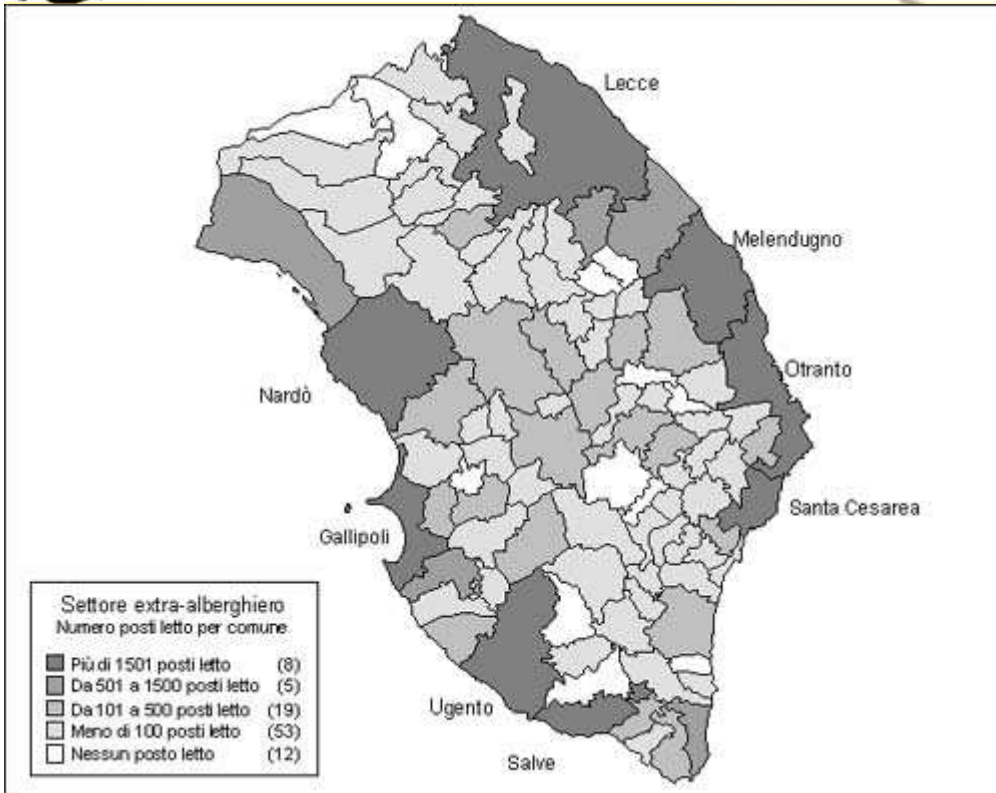 Lecce
Melendugno
Otranto
Nardò
Santa Cesarea
Gallipoli
Settore extra-alberghiero
Numero posti letto per comune
Più di 1501 posti letto (8)
Da 501 a 1500 posti letto (5)
Da 101 a 500 posti letto (19)
Meno di 100 posti letto (53)
Nessun posto letto (12)
Ugento
Salve